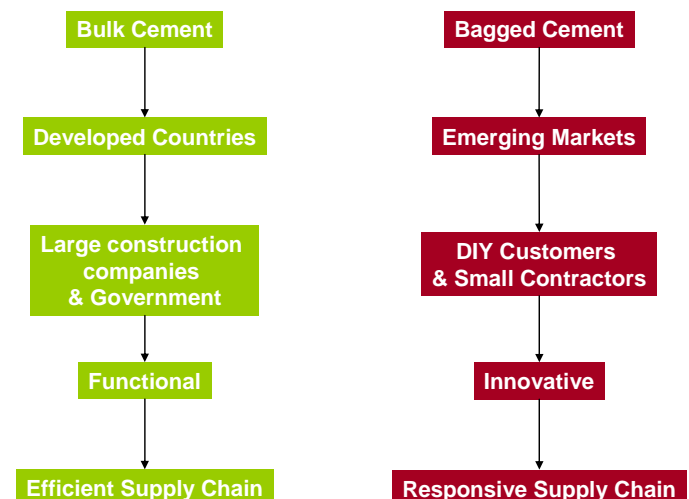 Bulk Cement
Developed Countries
Large construction
companies
& Government
Functional
Efficient Supply Chain
Bagged Cement
Emerging Markets
DIY Customers
& Small Contractors
Innovative
Responsive Supply Chain